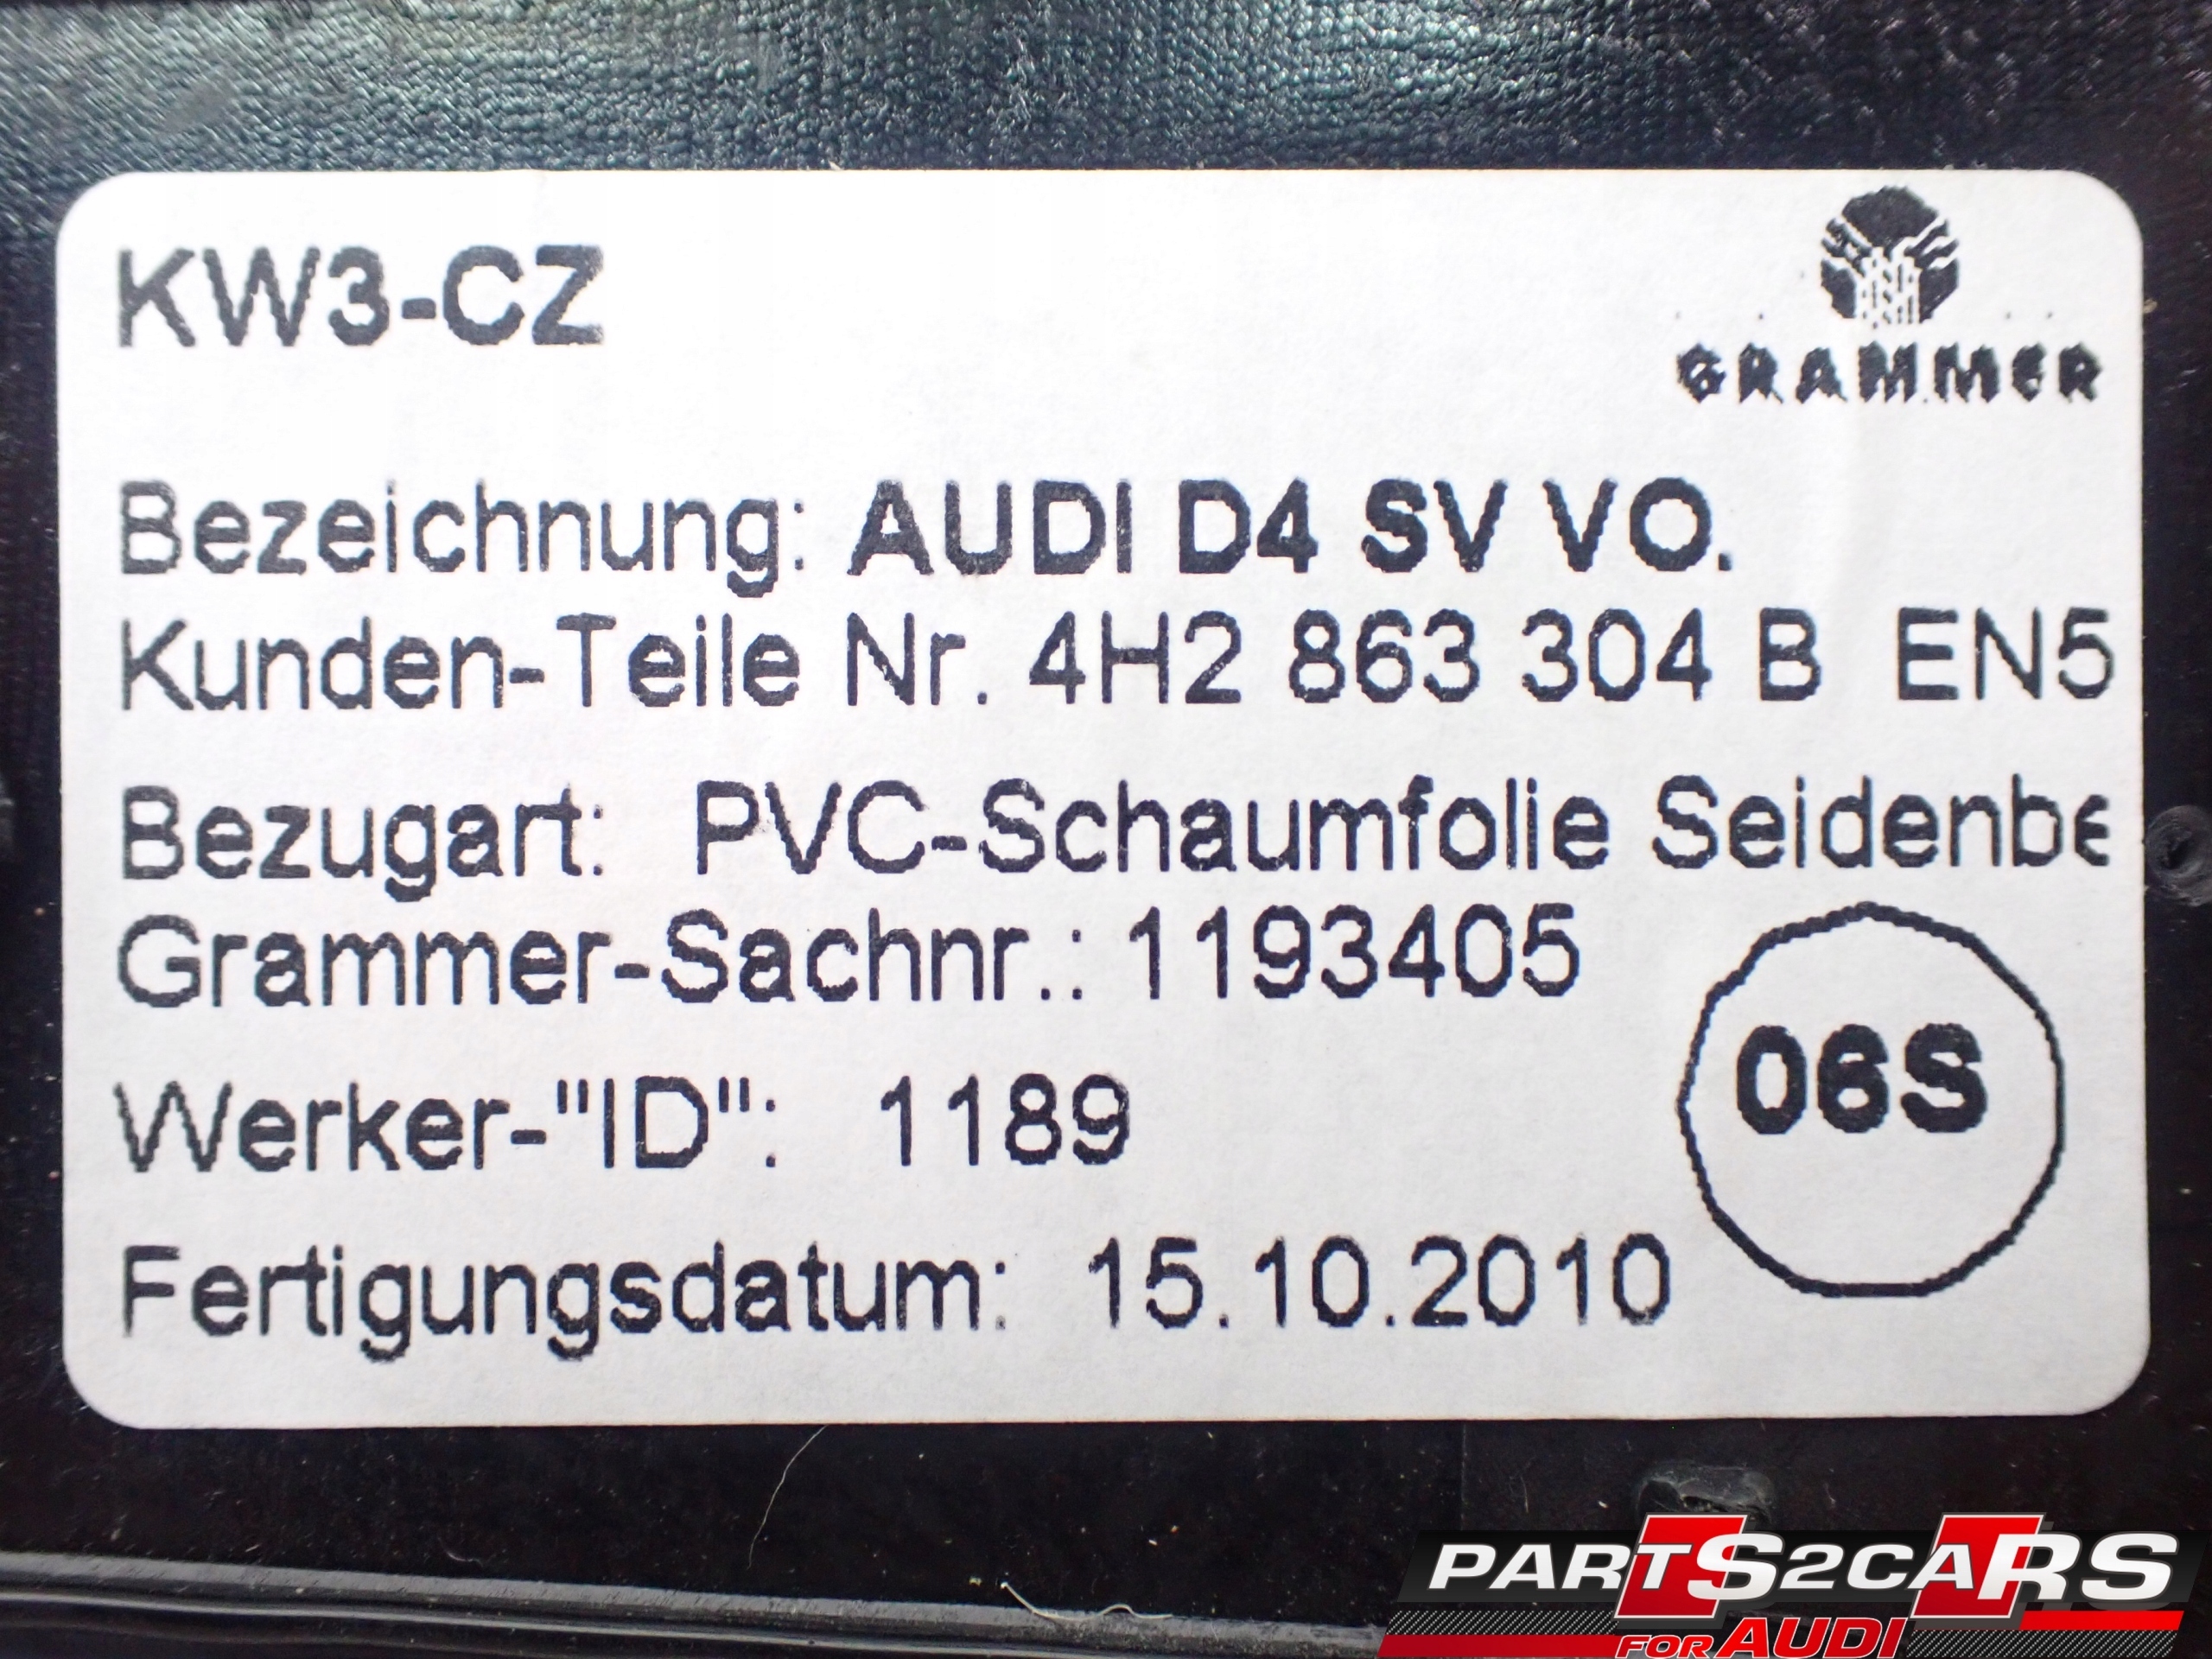 KW3-CZ
GRAMMER
Bezeichnung: AUDI D4 SV VO.
Kunden-Teile Nr. 4H2 863 304 B EN5
Bezugart: PVC-Schaumfolie Seidenbe
Grammer-Sachnr.: 1193405
06S
Werker-"ID": 1189
Fertigungsdatum: 15.10.2010
PARTS2CARS
FOR AUDI